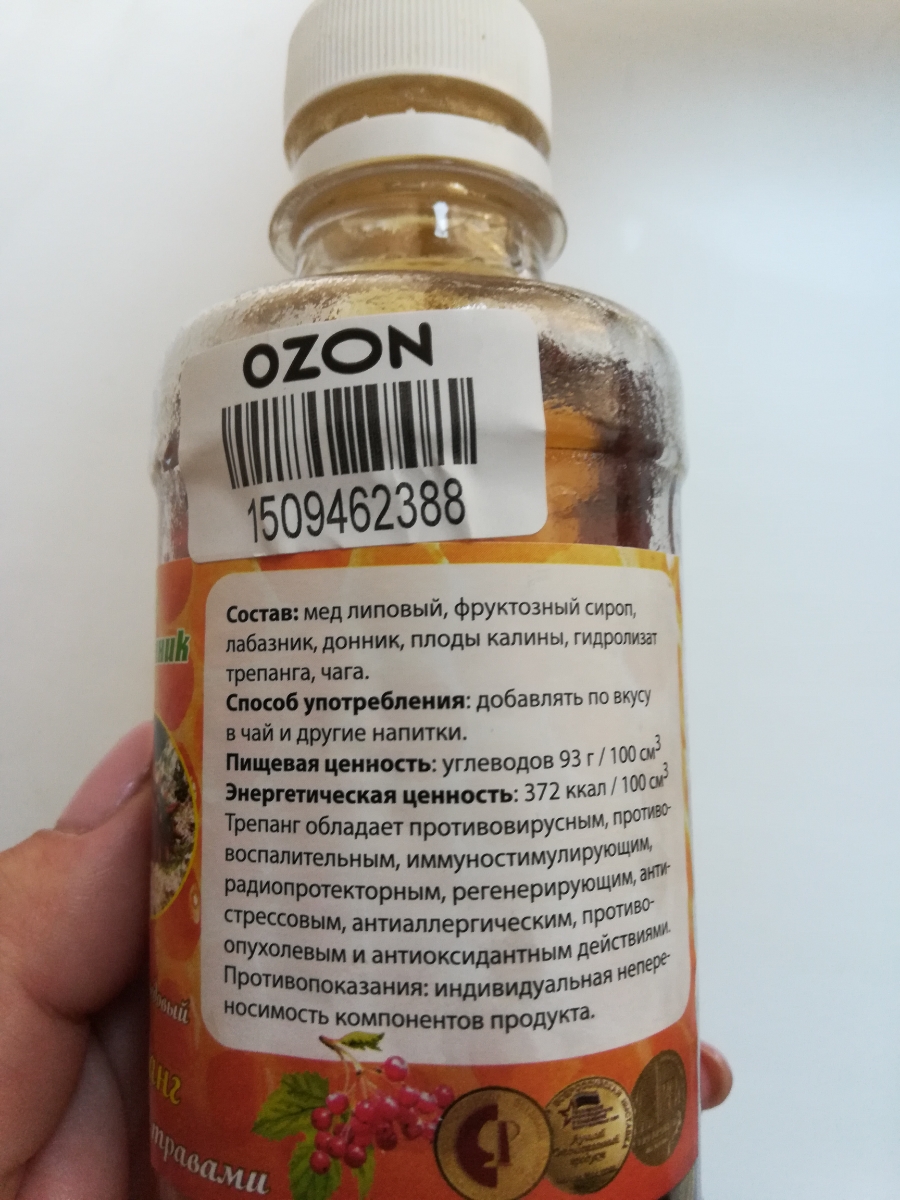 OZON
1509462388
Состав: мед липовый, фруктозный сироп,
лабазник, донник, плоды калины, гидролизат
трепанга, чага.
Способ употребления: добавлять по вкусу
в чай и другие напитки.
Пищевая ценность: углеводов 93 г / 100 см³
Энергетическая ценность: 372 ккал / 100 см³
Трепанг обладает противовирусным, противо-
воспалительным, иммуностимулирующим,
радиопротекторным, регенерирующим, анти-
стрессовым, антиаллергическим, противо-
опухолевым и антиоксидантным действиями.
Противопоказания: индивидуальная непере-
носимость компонентов продукта.
травами